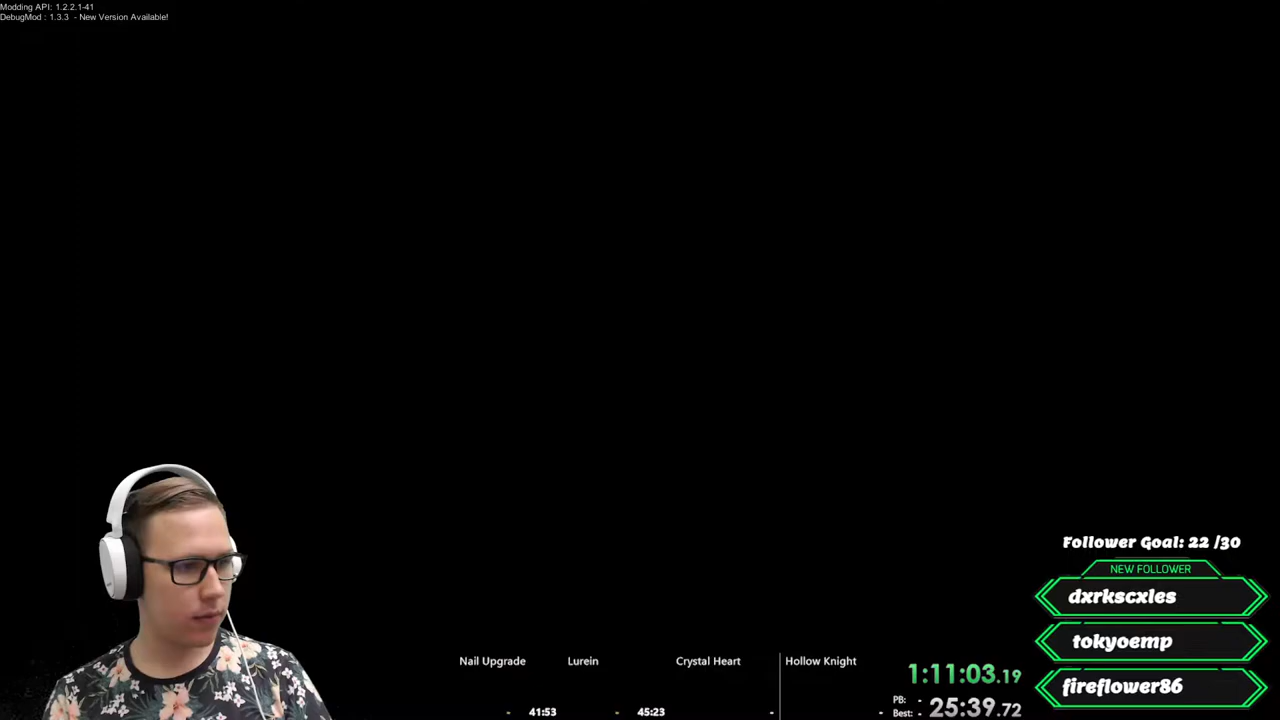 Modding API: 1.2.2.1-41
DebugMod : 1.3.3 - New Version Available!
Follower Goal: 22 /30
NEW FOLLOWER
dxrkscxles
tokyoemp
fireflower86
Nail Upgrade Lurein Crystal Heart Hollow Knight
- 41:53 - 45:23 - -
1:11:03.19
PB: -
Best: - 25:39.72